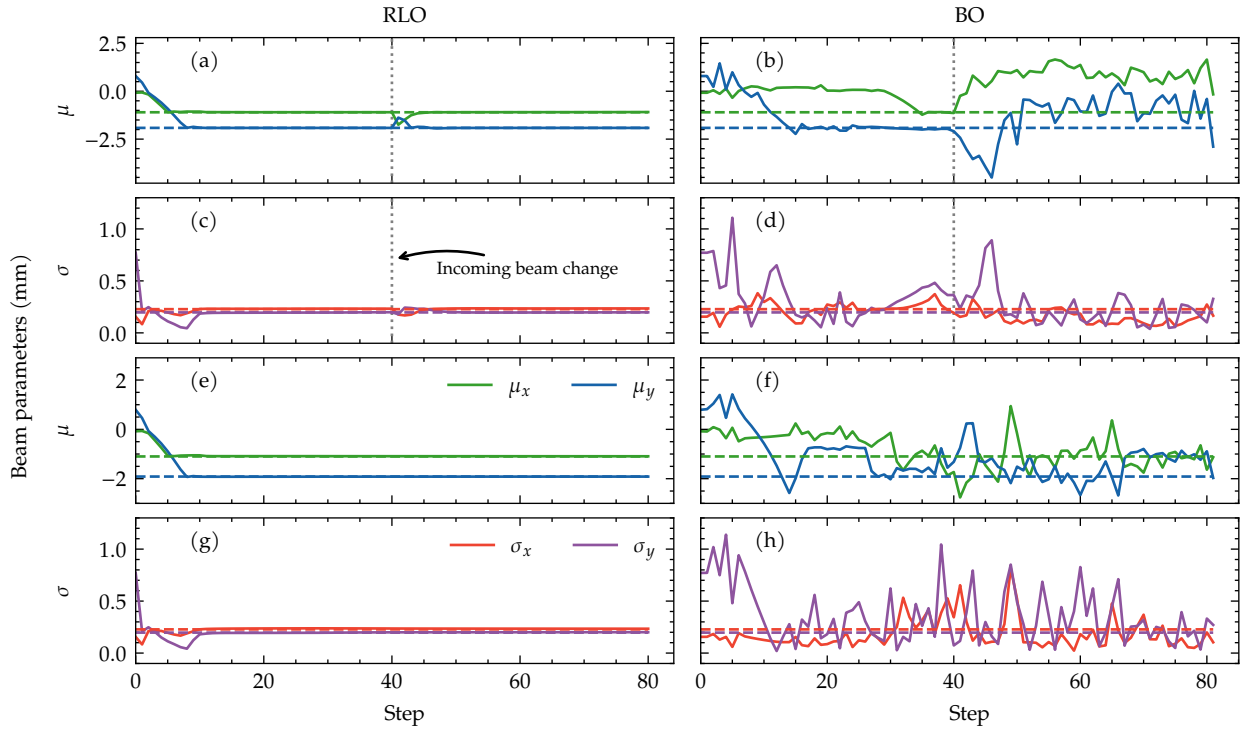 RLO BO
(a) (b)
2.5
0.0
−2.5
μ
(c) (d)
1.0
0.5
0.0
σ
Incoming beam change
Beam parameters (mm)
(e) μx μy (f)
2
0
−2
μ
(g) σx σy (h)
1.0
0.5
0.0
σ
0 20 40 60 80 0 20 40 60 80
Step Step